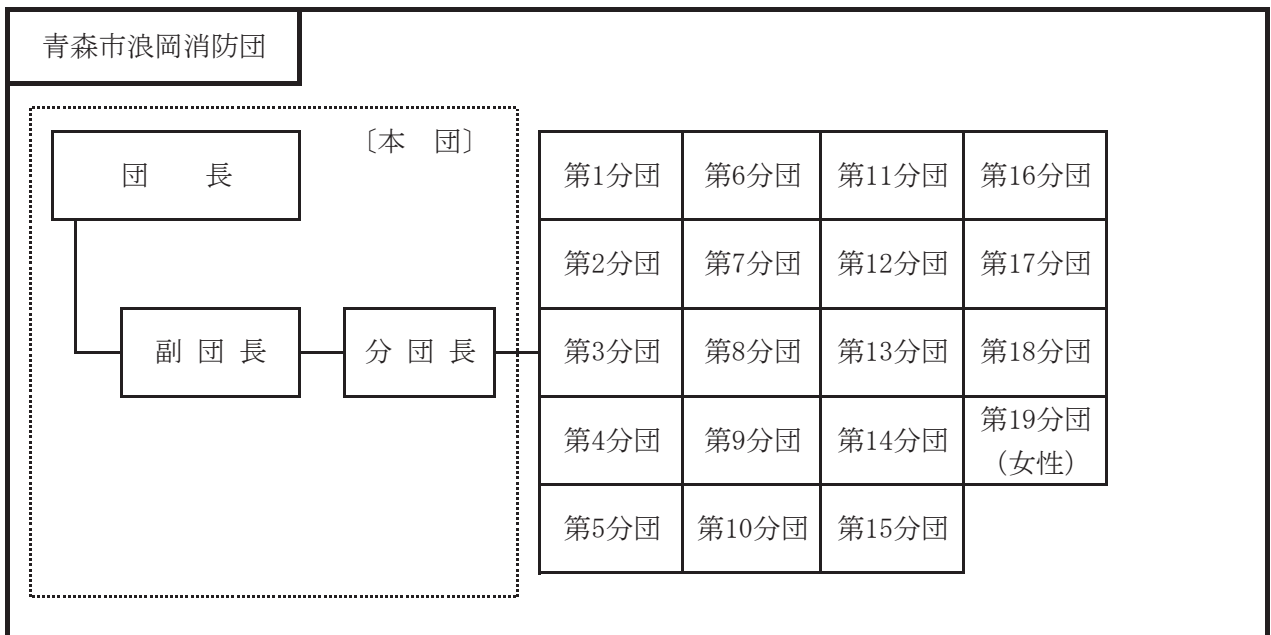 青森市浪岡消防団
〔本　団〕
団　　長
副 団 長
分 団 長
第1分団
第6分団
第11分団
第16分団
第2分団
第7分団
第12分団
第17分団
第3分団
第8分団
第13分団
第18分団
第4分団
第9分団
第14分団
第19分団
（女性）
第5分団
第10分団
第15分団